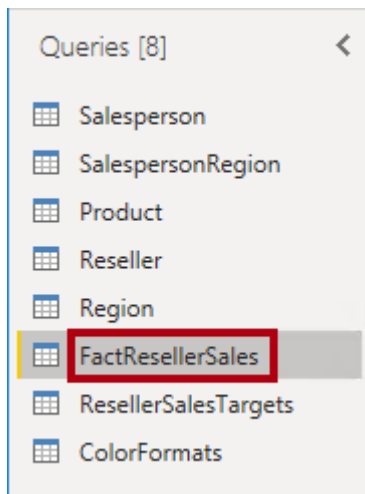 Queries [8]
Salesperson
SalespersonRegion
Product
Reseller
Region
FactResellerSales
ResellerSalesTargets
ColorFormats